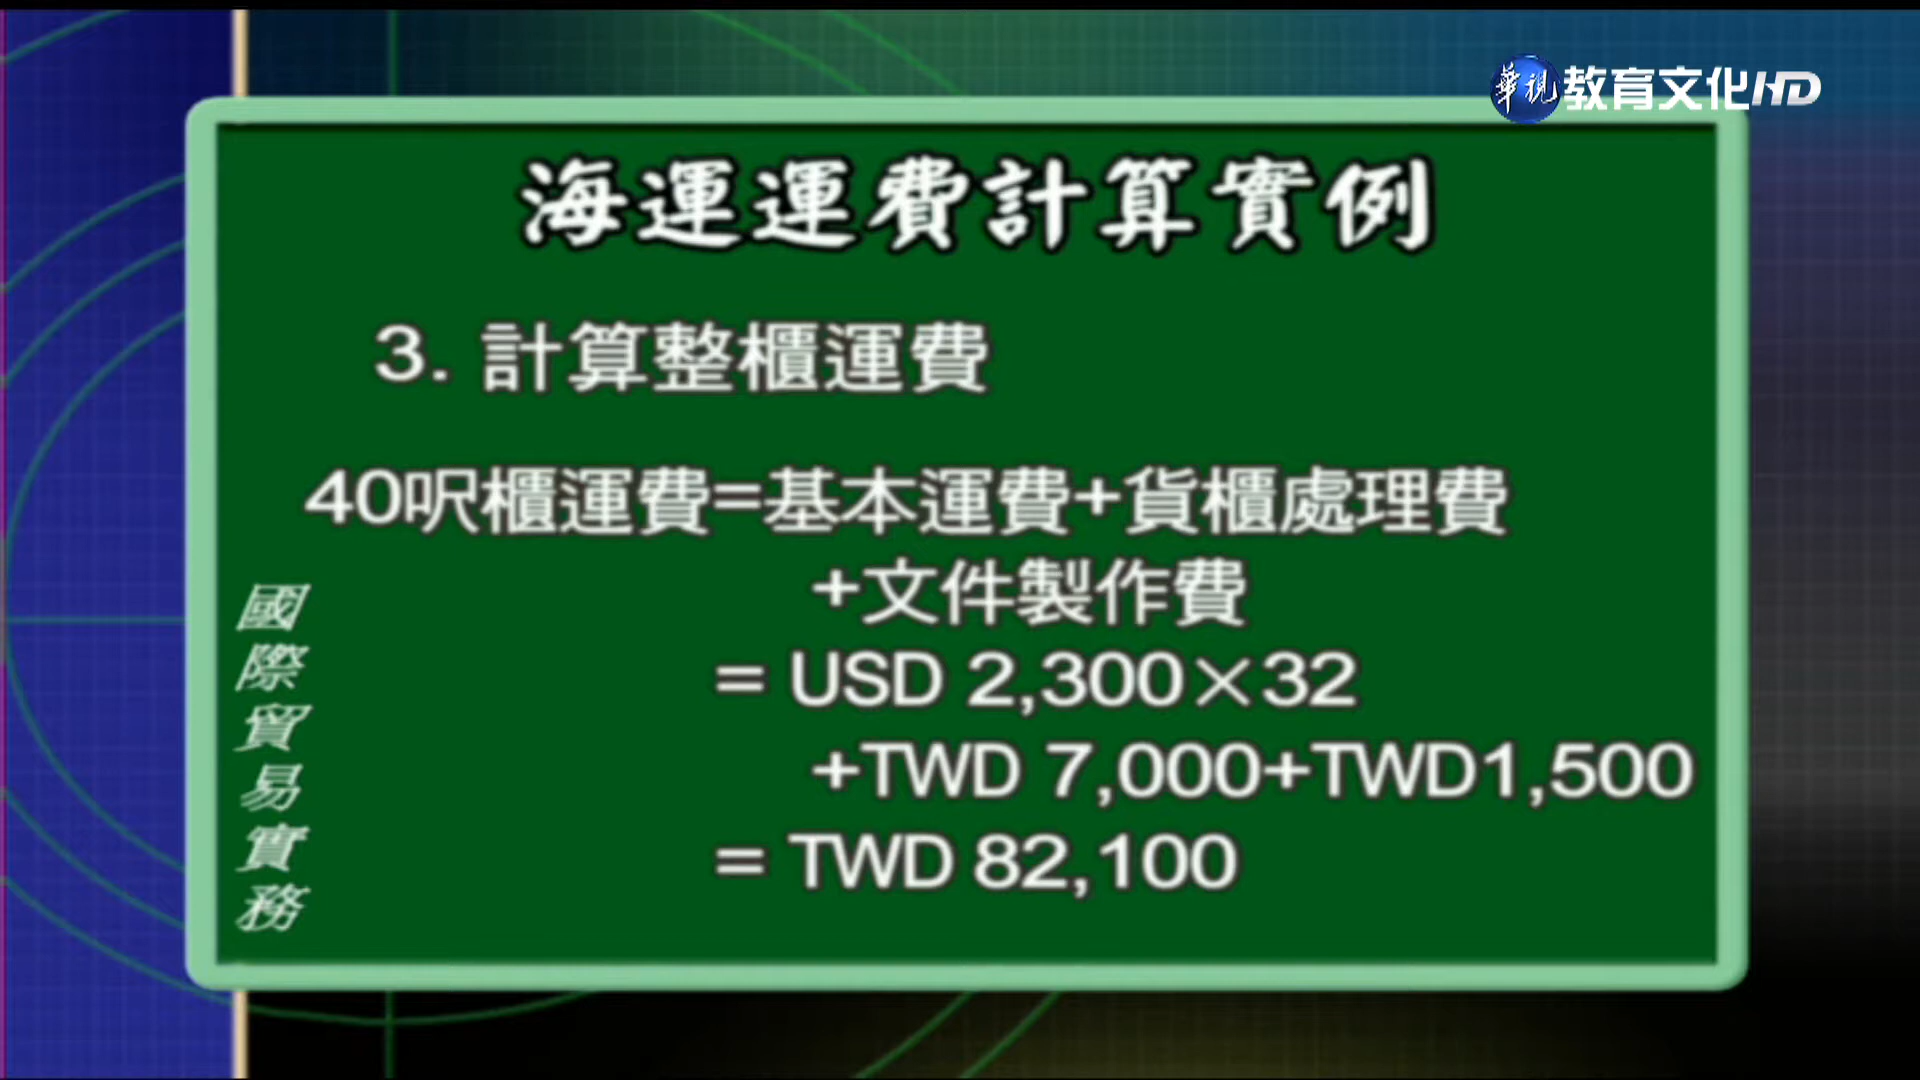 華視 教育文化HD
海運運費計算實例
3. 計算整櫃運費
40呎櫃運費=基本運費+貨櫃處理費
+文件製作費
= USD 2,300×32
+TWD 7,000+TWD1,500
= TWD 82,100
國際貿易實務